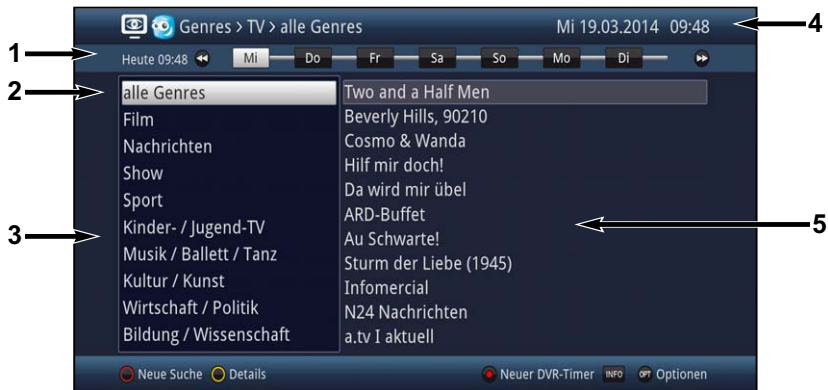 Genres > TV > alle Genres Mi 19.03.2014 09:48 4
1 Heute 09:48 Mi Do Fr Sa So Mo Di
2 alle Genres
Film
Nachrichten
Show
Sport
3 Kinder- / Jugend-TV
Musik / Ballett / Tanz
Kultur / Kunst
Wirtschaft / Politik
Bildung / Wissenschaft
Two and a Half Men
Beverly Hills, 90210
Cosmo & Wanda
Hilf mir doch!
Da wird mir übel
ARD-Buffet 5
Au Schwarte!
Sturm der Liebe (1945)
Infomercial
N24 Nachrichten
a.tv I aktuell
Neue Suche Details Neuer DVR-Timer INFO OPT Optionen